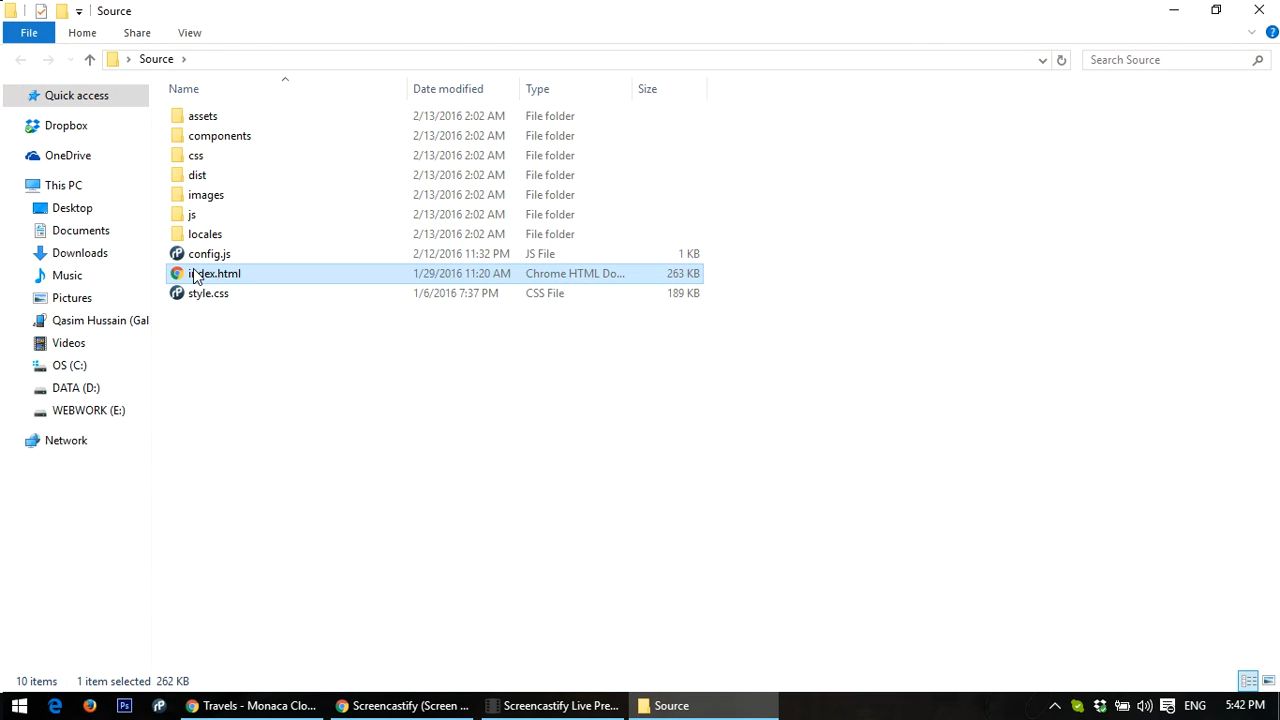 Source
File Home Share View
Source
Search Source
Name Date modified Type Size
Quick access
Dropbox
OneDrive
This PC
Desktop
Documents
Downloads
Music
Pictures
Qasim Hussain (Gal
Videos
OS (C:)
DATA (D:)
WEBWORK (E:)
Network
assets 2/13/2016 2:02 AM File folder
components 2/13/2016 2:02 AM File folder
css 2/13/2016 2:02 AM File folder
dist 2/13/2016 2:02 AM File folder
images 2/13/2016 2:02 AM File folder
js 2/13/2016 2:02 AM File folder
locales 2/13/2016 2:02 AM File folder
config.js 2/12/2016 11:32 PM JS File 1 KB
index.html 1/29/2016 11:20 AM Chrome HTML Do... 263 KB
style.css 1/6/2016 7:37 PM CSS File 189 KB
10 items 1 item selected 262 KB
Travels - Monaca Clo... Screencastify (Screen ... Screencastify Live Pre... Source ENG 5:42 PM